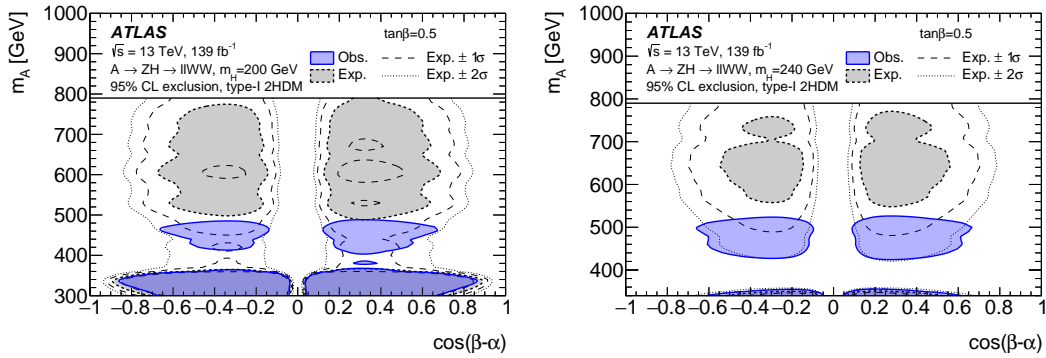 m_A [GeV]
1000
900
800
700
600
500
400
300
−1 −0.8 −0.6 −0.4 −0.2 0 0.2 0.4 0.6 0.8 1
cos(β-α)
ATLAS
√s = 13 TeV, 139 fb⁻¹
A → ZH → llWW, m_H=200 GeV
95% CL exclusion, type-I 2HDM
tanβ=0.5
Obs. Exp. ± 1σ
Exp. Exp. ± 2σ
m_A [GeV]
1000
900
800
700
600
500
400
−1 −0.8 −0.6 −0.4 −0.2 0 0.2 0.4 0.6 0.8 1
cos(β-α)
ATLAS
√s = 13 TeV, 139 fb⁻¹
A → ZH → llWW, m_H=240 GeV
95% CL exclusion, type-I 2HDM
tanβ=0.5
Obs. Exp. ± 1σ
Exp. Exp. ± 2σ